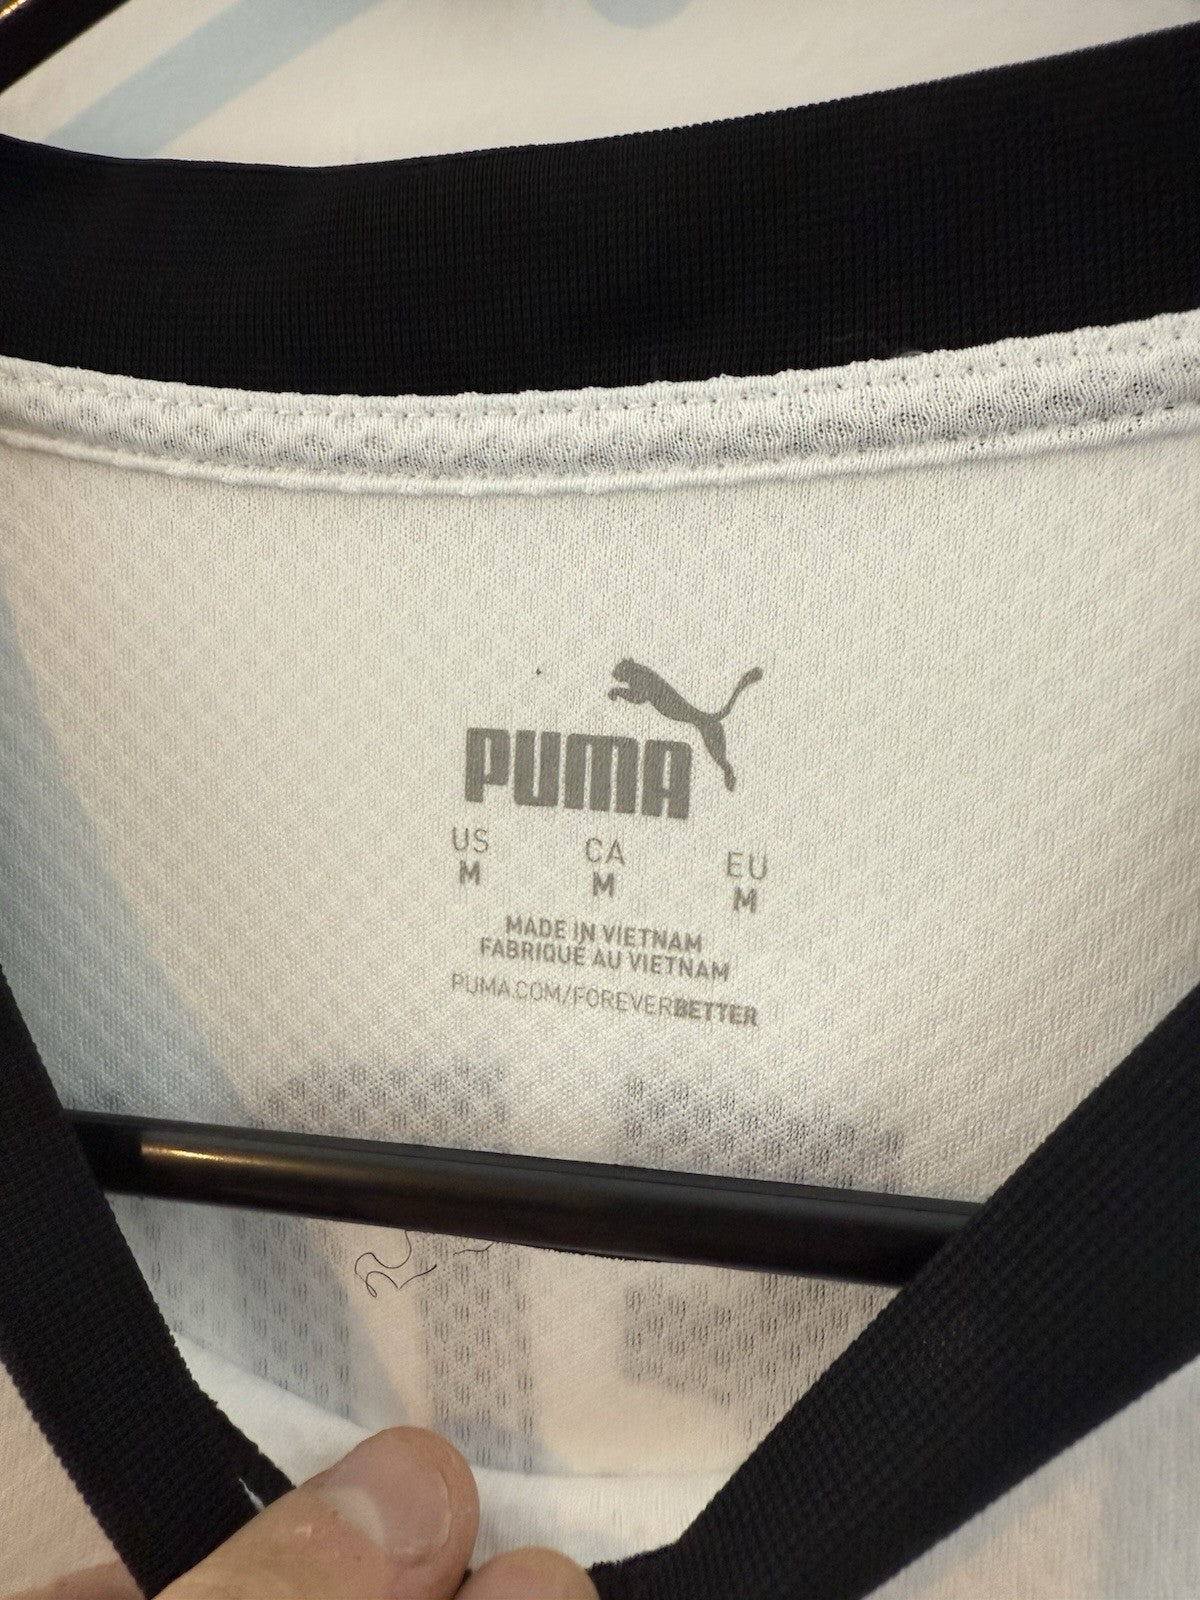 PUMA
US CA EU
M M M
MADE IN VIETNAM
FABRIQUÉ AU VIETNAM
PUMA.COM/FOREVERBETTER